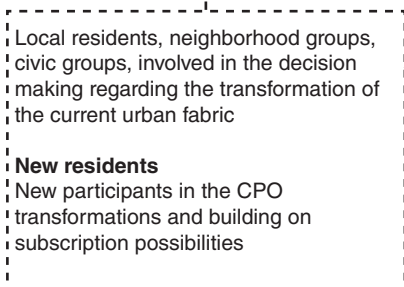 Local residents, neighborhood groups,
civic groups, involved in the decision
making regarding the transformation of
the current urban fabric
New residents
New participants in the CPO
transformations and building on
subscription possibilities